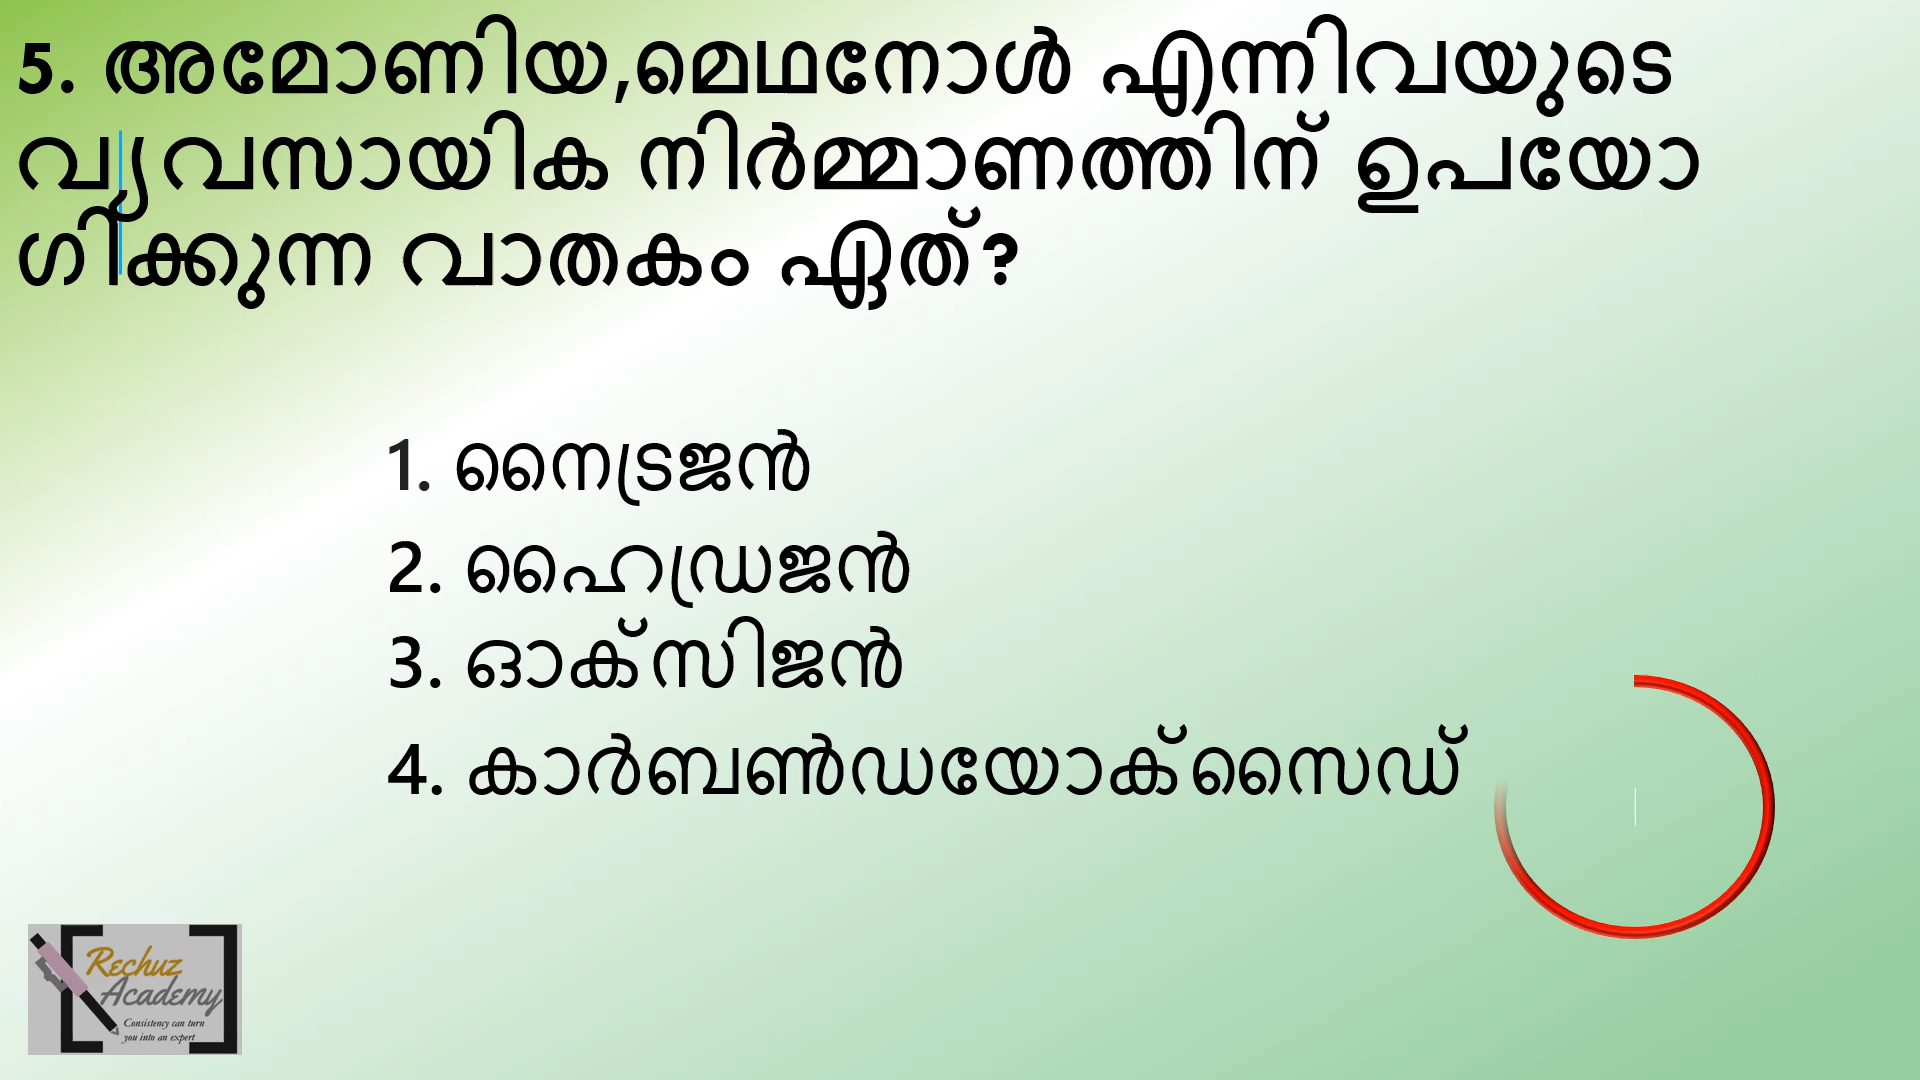 5. അമോണിയ,മെഥനോൾ എന്നിവയുടെ
വ്യവസായിക നിർമ്മാണത്തിന് ഉപയോ
ഗിക്കുന്ന വാതകം ഏത്?
1. നൈട്രജൻ
2. ഹൈഡ്രജൻ
3. ഓക്സിജൻ
4. കാർബൺഡയോക്സൈഡ്
Rechuz
Academy
Consistency can turn
you into an expert